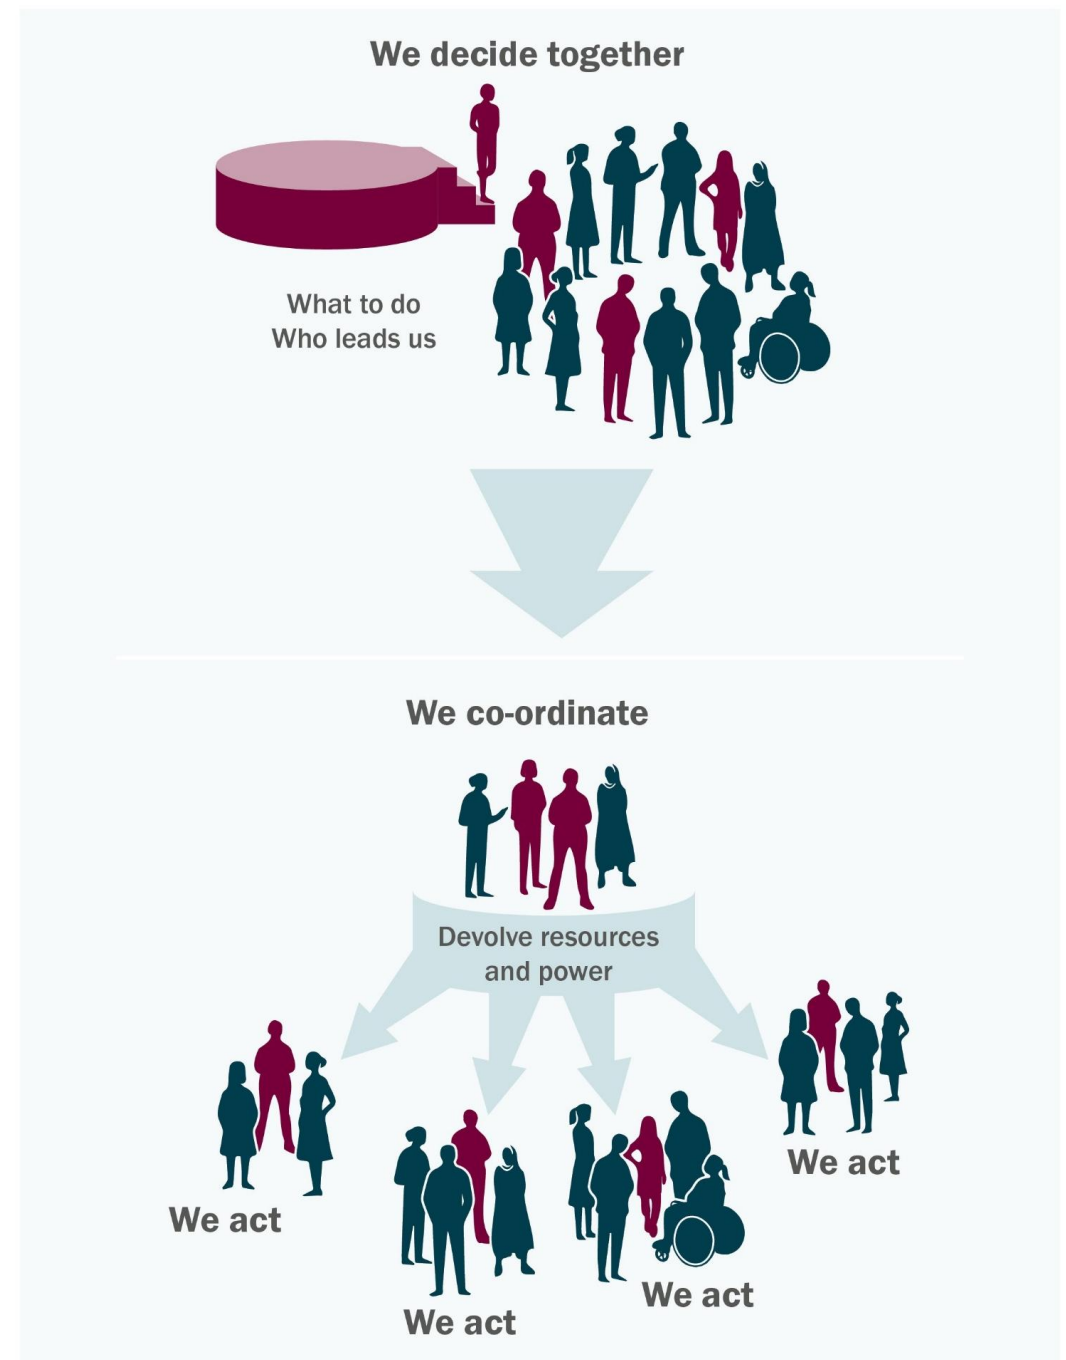 We decide together
What to do
Who leads us
We co-ordinate
Devolve resources
and power
We act
We act
We act
We act